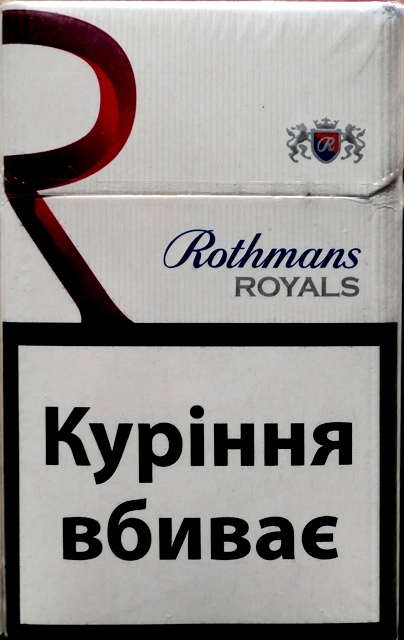 R
R
Rothmans
ROYALS
Куріння
вбиває